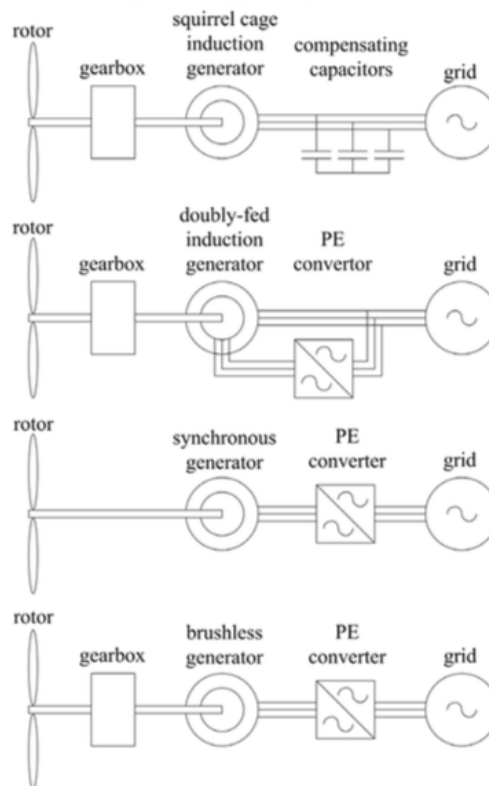 rotor
gearbox
squirrel cage
induction
generator
compensating
capacitors
grid
rotor
gearbox
doubly-fed
induction
generator
PE
convertor
grid
rotor
synchronous
generator
PE
converter
grid
rotor
gearbox
brushless
generator
PE
converter
grid